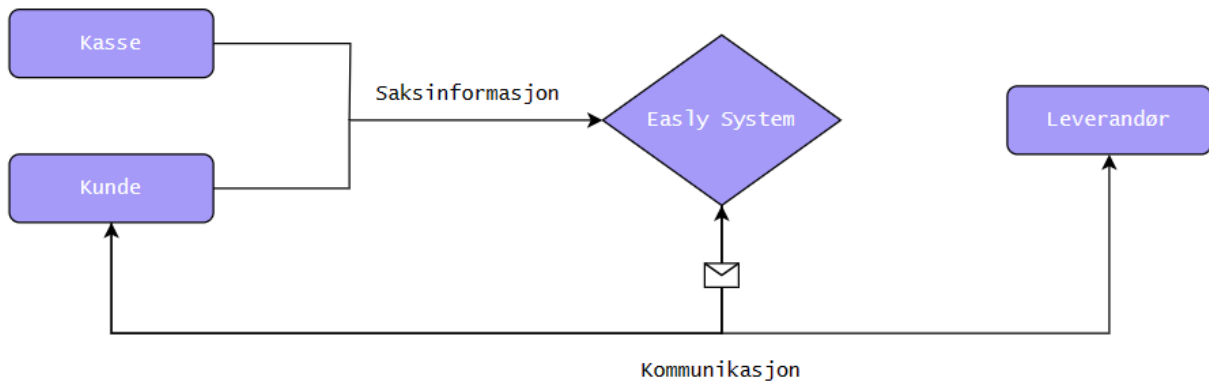 Kasse
Saksinformasjon
Easly System
Leverandør
Kunde
Kommunikasjon